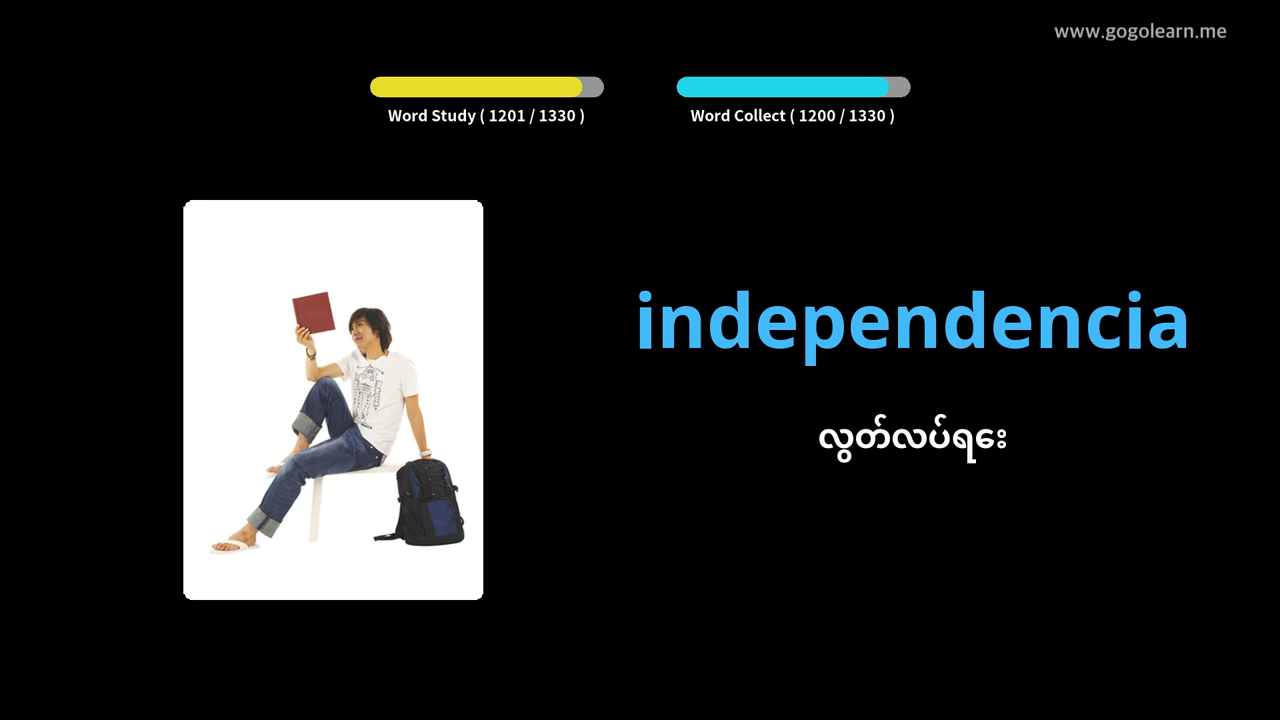 www.gogolearn.me
Word Study ( 1201 / 1330 )
Word Collect ( 1200 / 1330 )
independencia
လွတ်လပ်ရေး